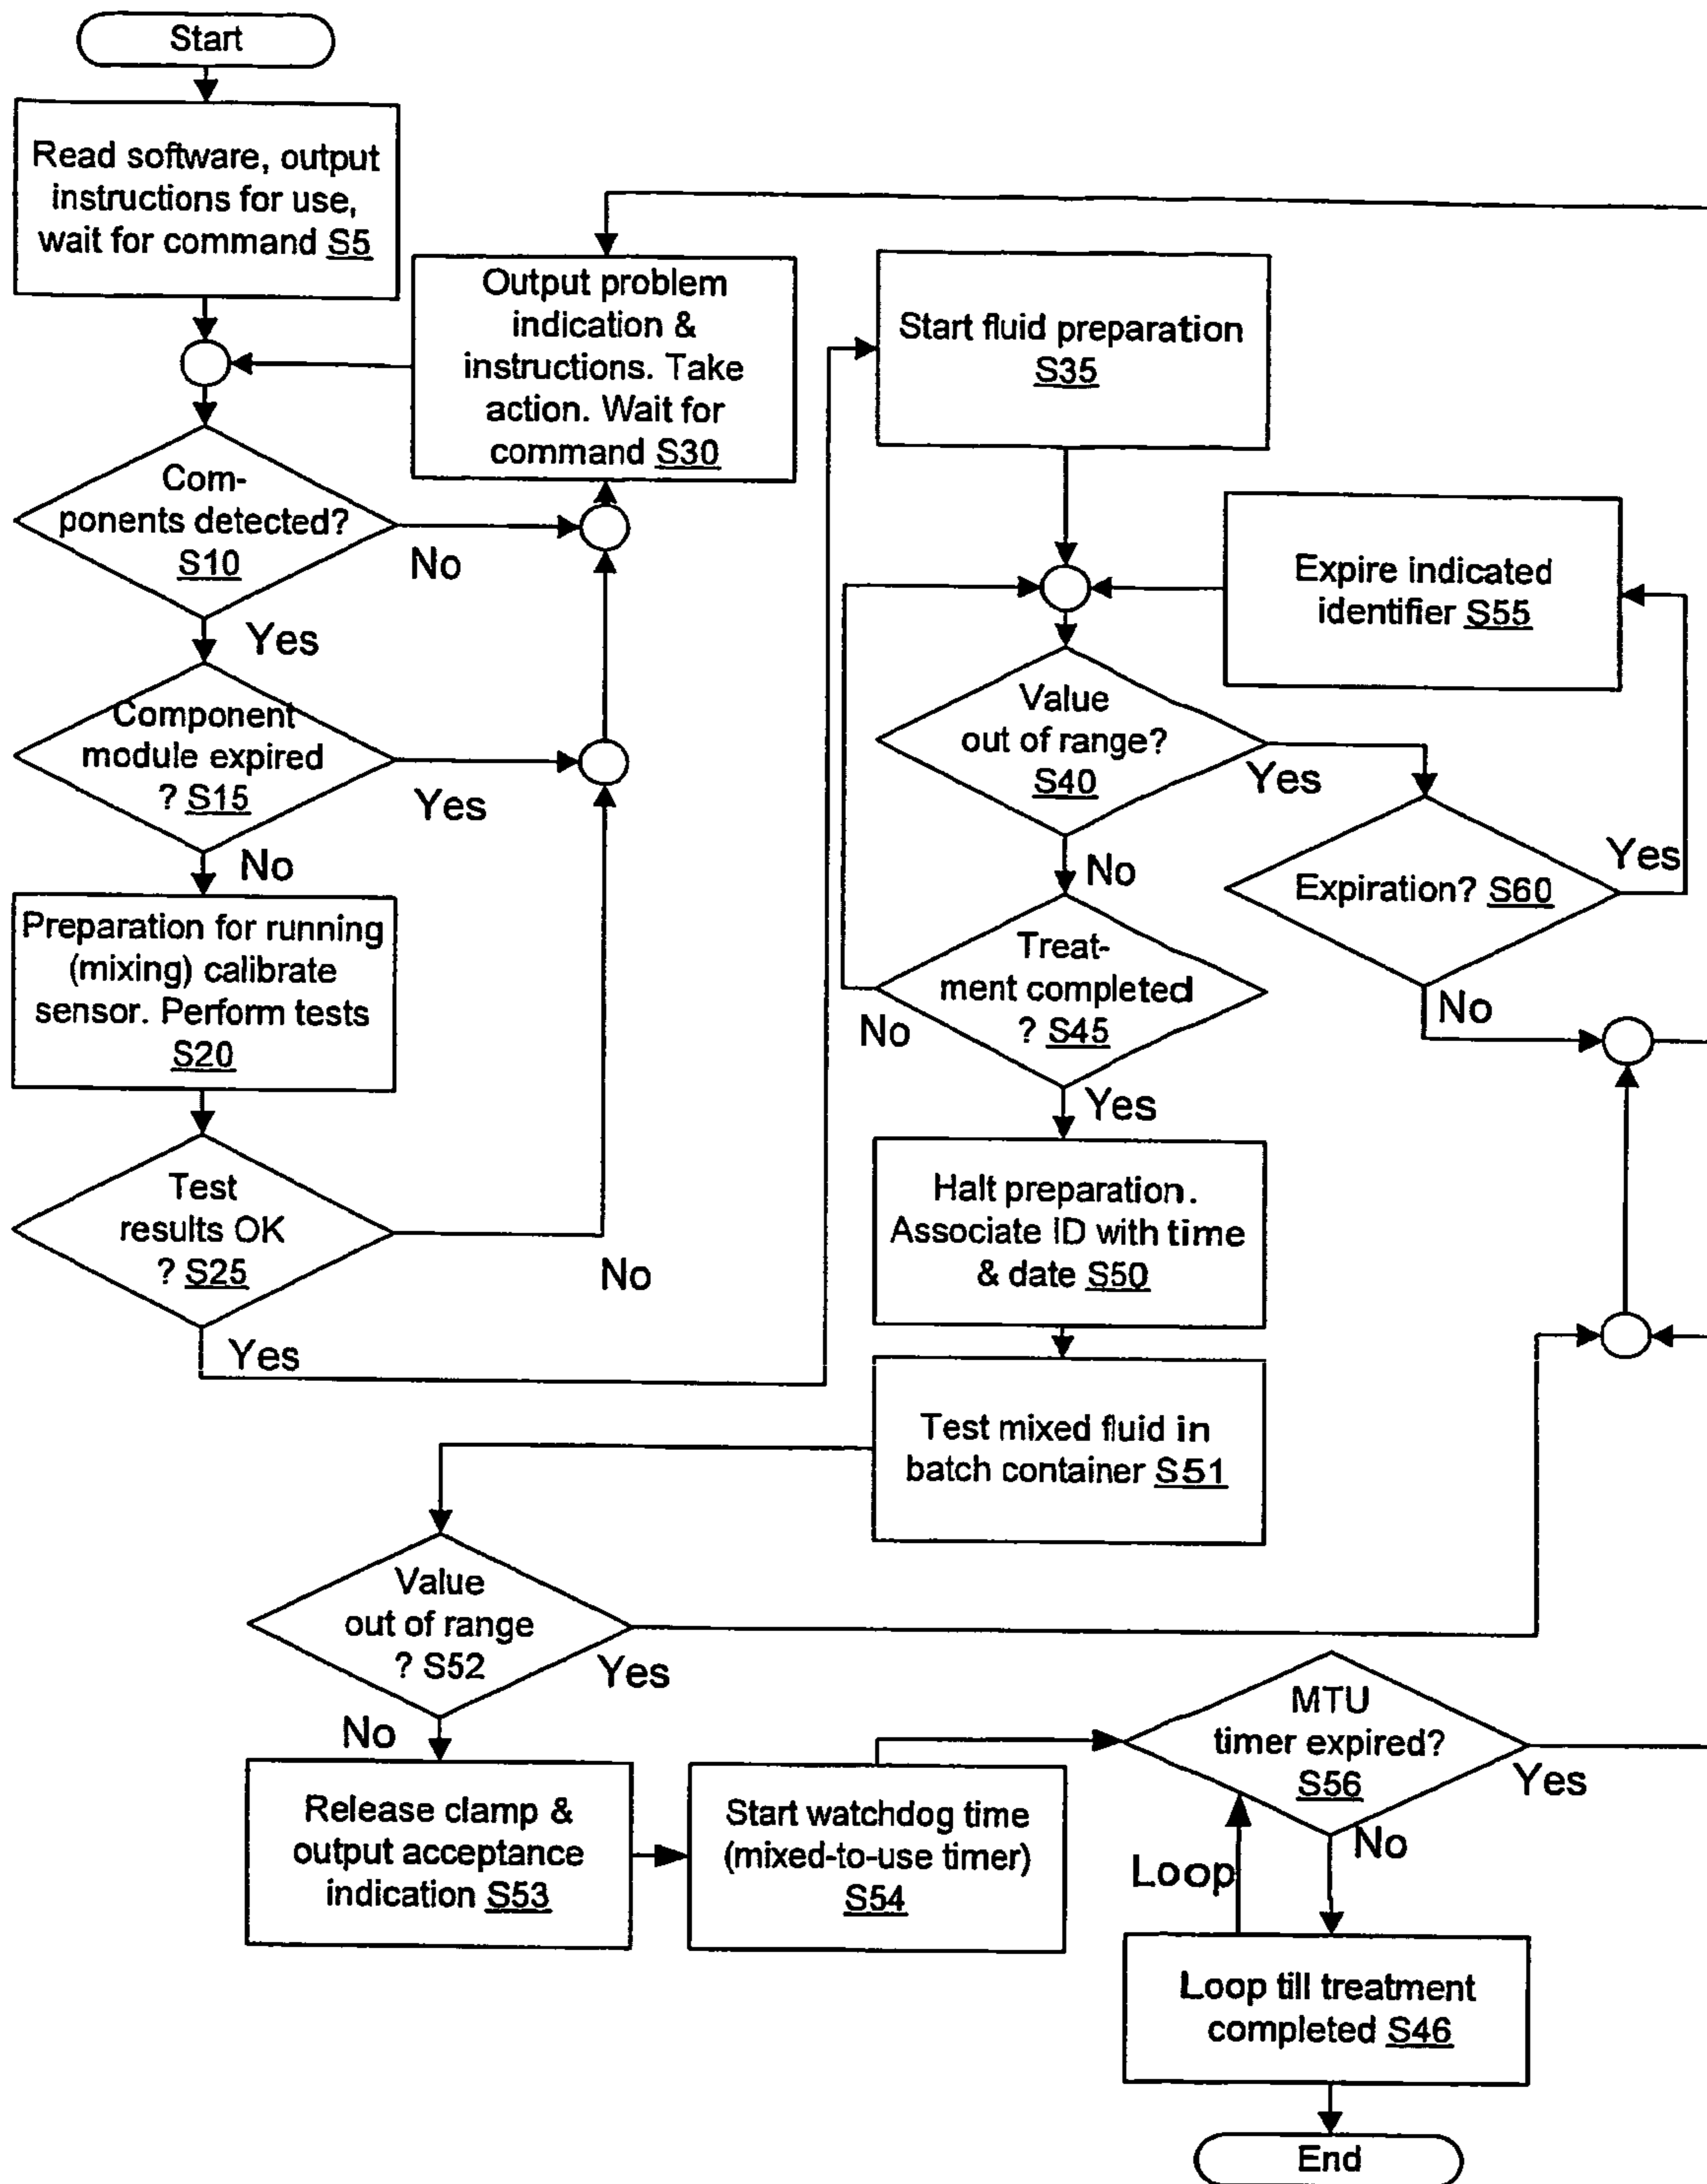 Start
Read software, output
instructions for use,
wait for command S5
Output problem
indication &
instructions. Take
action. Wait for
command S30
Com-
ponents detected?
S10
No
Yes
Component
module expired
? S15
Yes
No
Preparation for running
(mixing) calibrate
sensor. Perform tests
S20
Test
results OK
? S25
No
Yes
Start fluid preparation
S35
Expire indicated
identifier S55
Value
out of range?
S40
Yes
No
Expiration? S60
Yes
No
Treat-
ment completed
? S45
No
Yes
Halt preparation.
Associate ID with time
& date S50
Test mixed fluid in
batch container S51
Value
out of range
? S52
Yes
No
Release clamp &
output acceptance
indication S53
Start watchdog time
(mixed-to-use timer)
S54
MTU
timer expired?
S56
Yes
No
Loop
Loop till treatment
completed S46
End